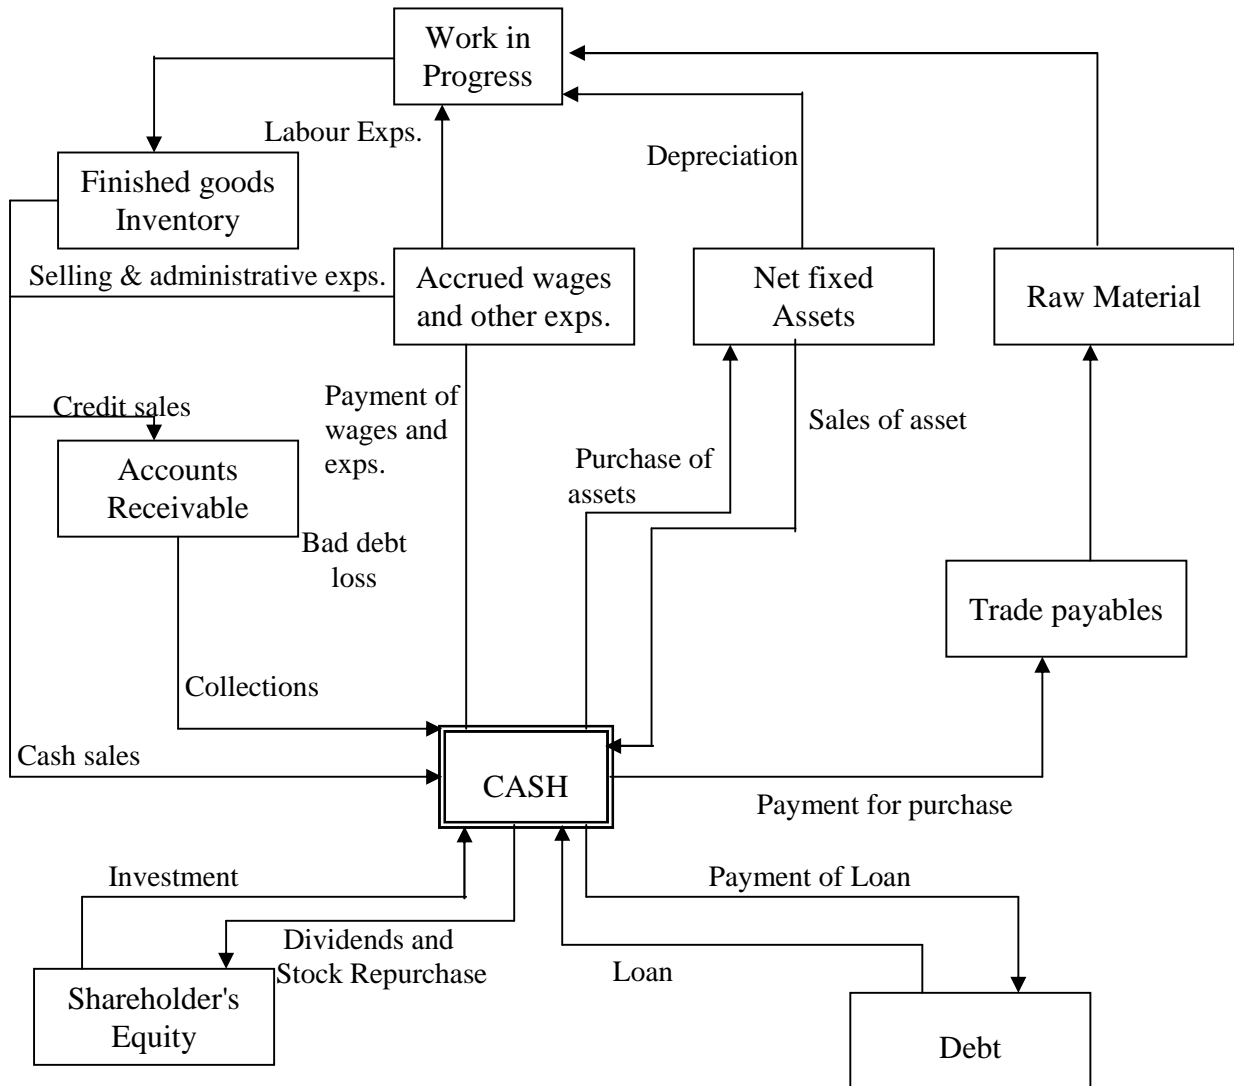 Work in
Progress
Labour Exps.
Depreciation
Finished goods
Inventory
Selling & administrative exps.
Accrued wages
and other exps.
Net fixed
Assets
Raw Material
Credit sales
Payment of
wages and
exps.
Sales of asset
Purchase of
assets
Accounts
Receivable
Bad debt
loss
Trade payables
Collections
Cash sales
CASH
Payment for purchase
Investment
Payment of Loan
Dividends and
Stock Repurchase
Loan
Shareholder's
Equity
Debt